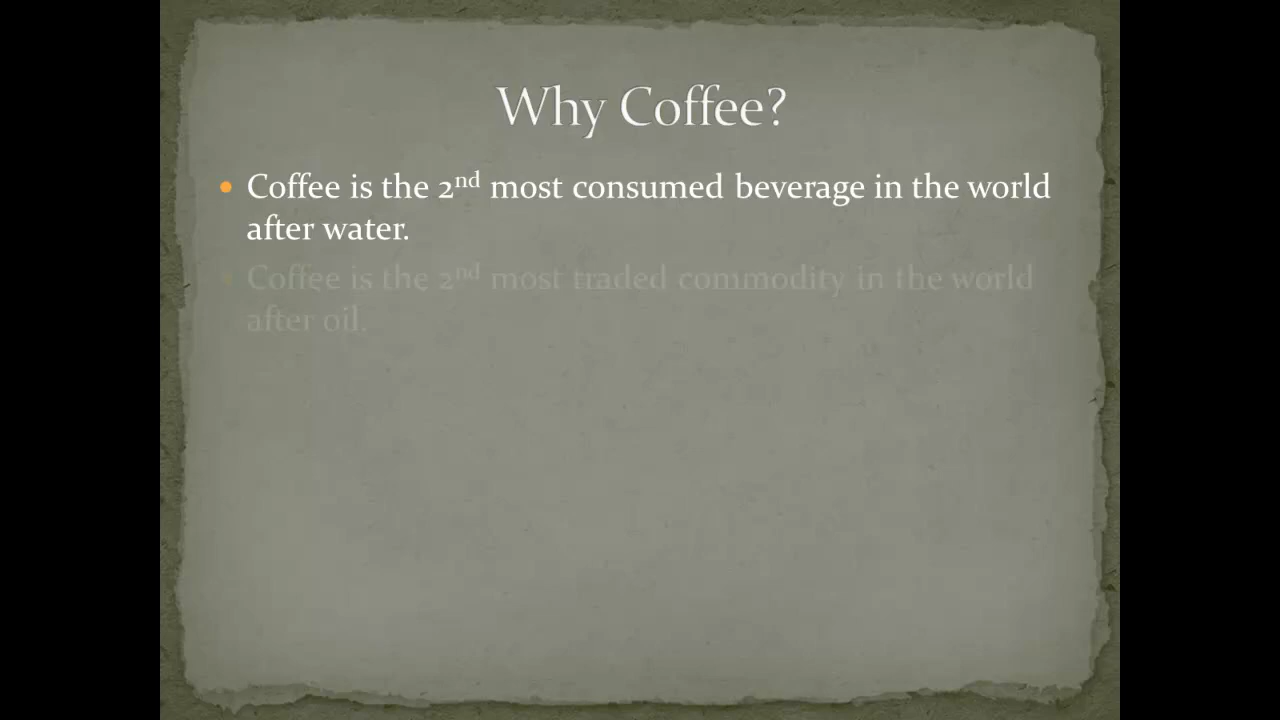 Why Coffee?
• Coffee is the 2nd most consumed beverage in the world
after water.
• Coffee is the 2nd most traded commodity in the world
after oil.